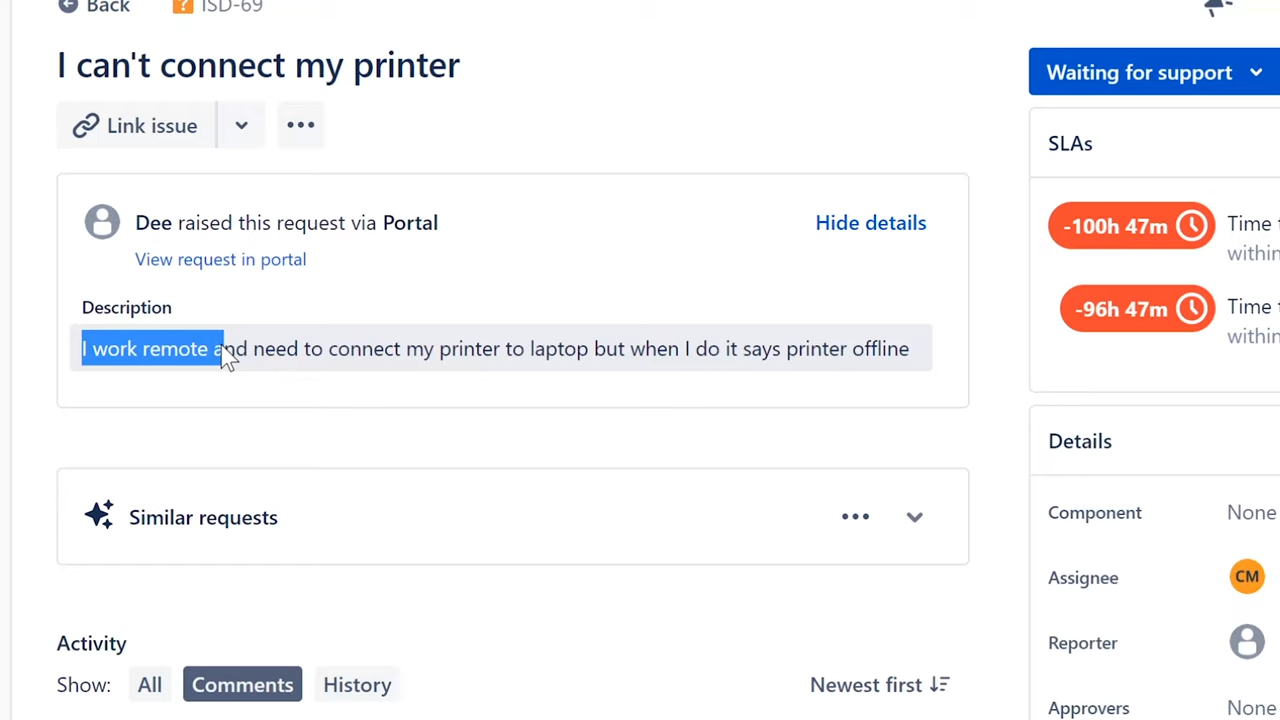 Back ISD-69
I can't connect my printer
Waiting for support
Link issue
SLAs
Dee raised this request via Portal
Hide details
View request in portal
-100h 47m Time
within
Description
I work remote and need to connect my printer to laptop but when I do it says printer offline
-96h 47m Time
within
Details
Similar requests
Component None
Assignee CM
Activity
Reporter
Show: All Comments History Newest first
Approvers None